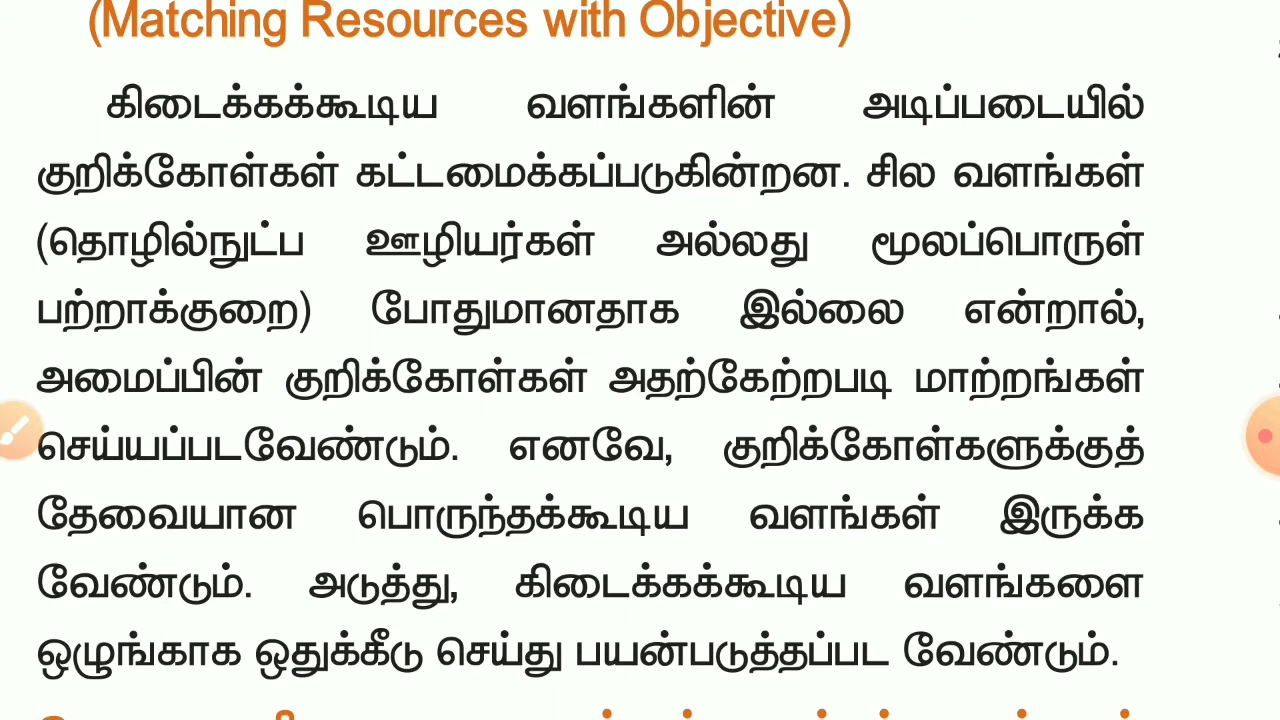 (Matching Resources with Objective)
கிடைக்கக்கூடிய வளங்களின் அடிப்படையில்
குறிக்கோள்கள் கட்டமைக்கப்படுகின்றன. சில வளங்கள்
(தொழில்நுட்ப ஊழியர்கள் அல்லது மூலப்பொருள்
பற்றாக்குறை) போதுமானதாக இல்லை என்றால்,
அமைப்பின் குறிக்கோள்கள் அதற்கேற்றபடி மாற்றங்கள்
செய்யப்படவேண்டும். எனவே, குறிக்கோள்களுக்குத்
தேவையான பொருந்தக்கூடிய வளங்கள் இருக்க
வேண்டும். அடுத்து, கிடைக்கக்கூடிய வளங்களை
ஒழுங்காக ஒதுக்கீடு செய்து பயன்படுத்தப்பட வேண்டும்.